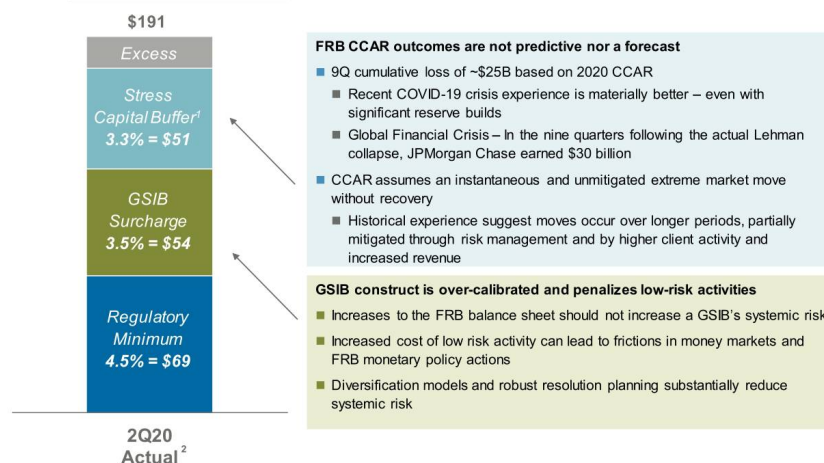 $191
Excess
Stress
Capital Buffer¹
3.3% = $51
GSIB
Surcharge
3.5% = $54
Regulatory
Minimum
4.5% = $69
2Q20
Actual ²
FRB CCAR outcomes are not predictive nor a forecast
9Q cumulative loss of ~$25B based on 2020 CCAR
Recent COVID-19 crisis experience is materially better – even with
significant reserve builds
Global Financial Crisis – In the nine quarters following the actual Lehman
collapse, JPMorgan Chase earned $30 billion
CCAR assumes an instantaneous and unmitigated extreme market move
without recovery
Historical experience suggest moves occur over longer periods, partially
mitigated through risk management and by higher client activity and
increased revenue
GSIB construct is over-calibrated and penalizes low-risk activities
Increases to the FRB balance sheet should not increase a GSIB's systemic risk
Increased cost of low risk activity can lead to frictions in money markets and
FRB monetary policy actions
Diversification models and robust resolution planning substantially reduce
systemic risk